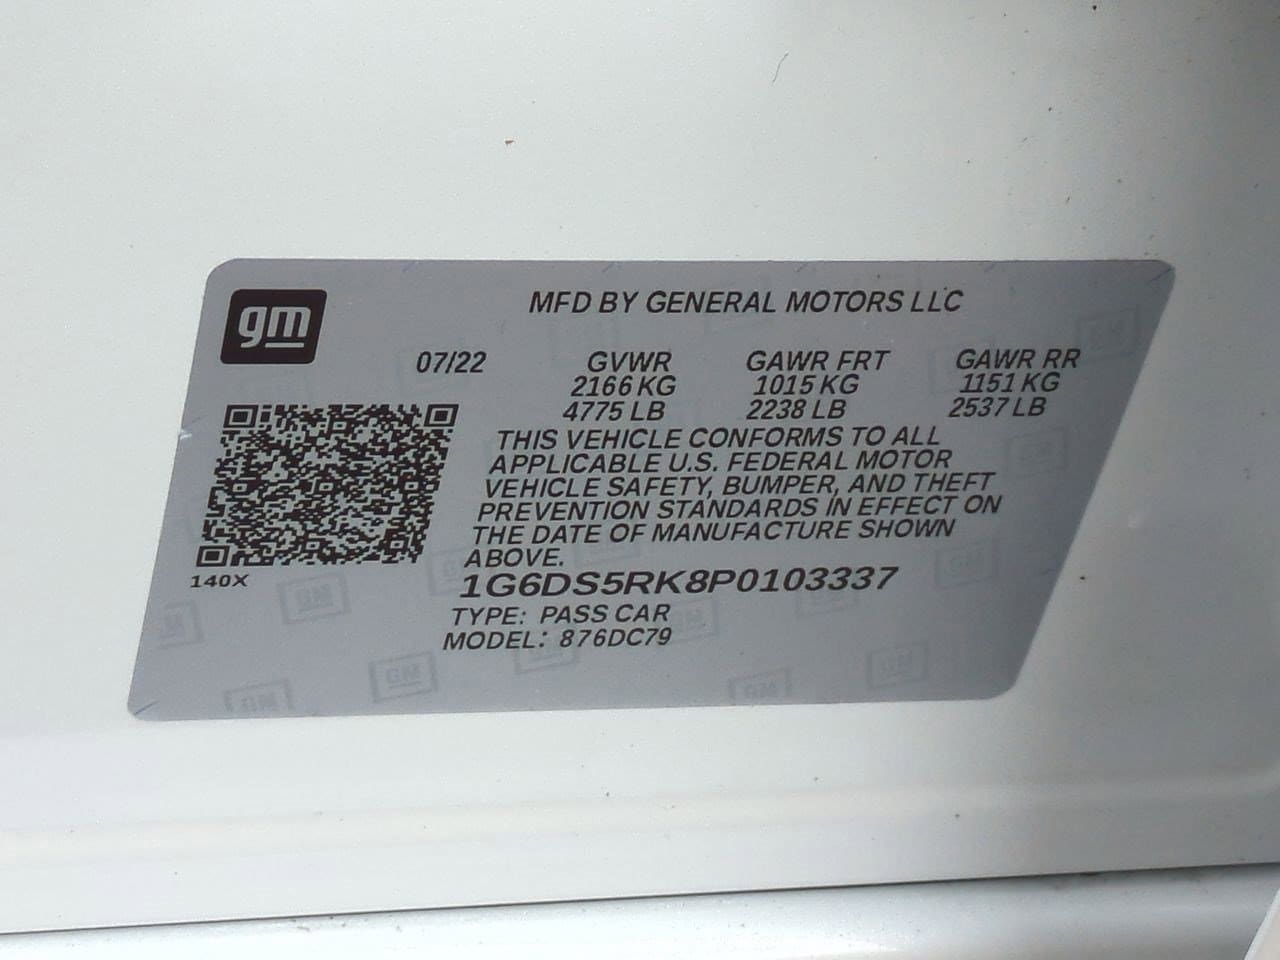 gm
MFD BY GENERAL MOTORS LLC
07/22 GVWR GAWR FRT GAWR RR
2166 KG 1015 KG 1151 KG
4775 LB 2238 LB 2537 LB
THIS VEHICLE CONFORMS TO ALL
APPLICABLE U.S. FEDERAL MOTOR
VEHICLE SAFETY, BUMPER, AND THEFT
PREVENTION STANDARDS IN EFFECT ON
THE DATE OF MANUFACTURE SHOWN
ABOVE.
140X
1G6DS5RK8P0103337
TYPE: PASS CAR
MODEL: 876DC79